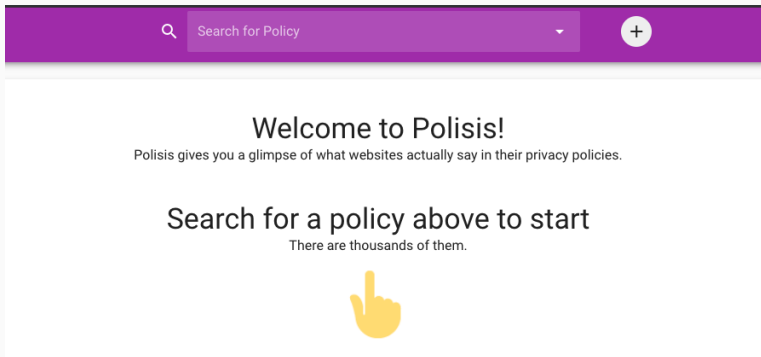 Search for Policy
Welcome to Polisis!
Polisis gives you a glimpse of what websites actually say in their privacy policies.
Search for a policy above to start
There are thousands of them.